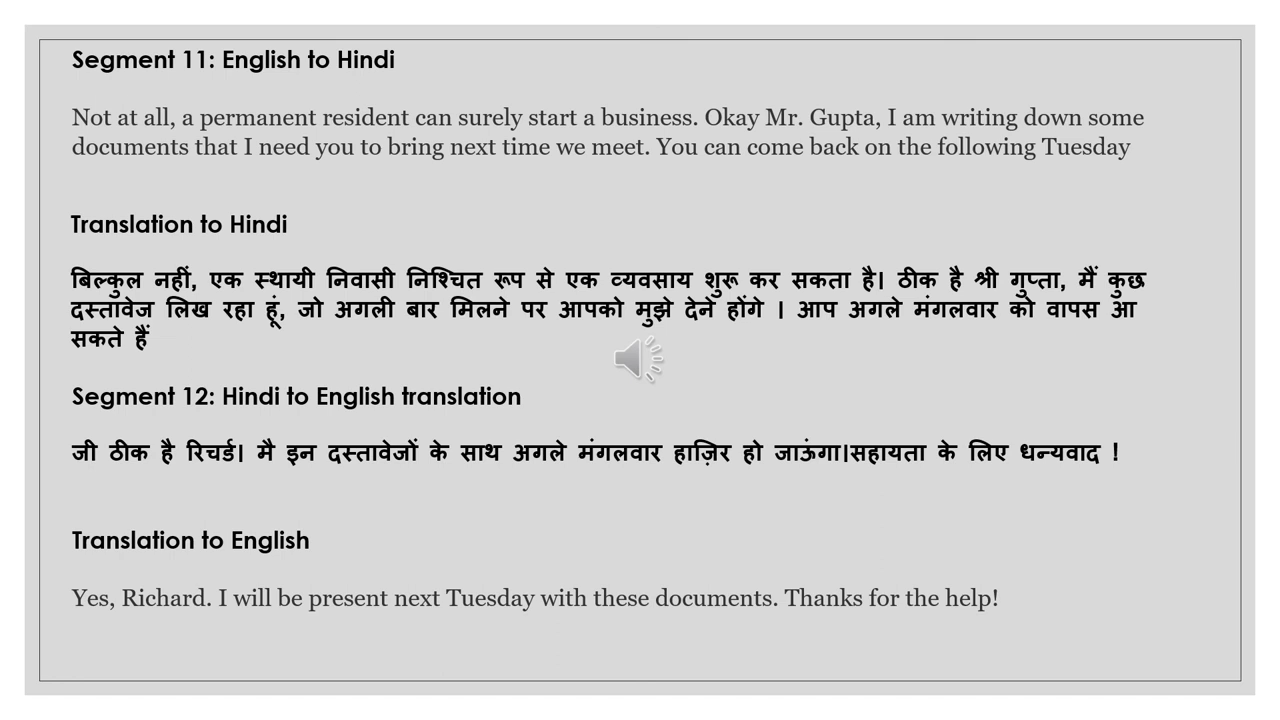 Segment 11: English to Hindi
Not at all, a permanent resident can surely start a business. Okay Mr. Gupta, I am writing down some
documents that I need you to bring next time we meet. You can come back on the following Tuesday
Translation to Hindi
बिल्कुल नहीं, एक स्थायी निवासी निश्चित रूप से एक व्यवसाय शुरू कर सकता है। ठीक है श्री गुप्ता, मैं कुछ
दस्तावेज लिख रहा हूं, जो अगली बार मिलने पर आपको मुझे देने होंगे । आप अगले मंगलवार को वापस आ
सकते हैं
Segment 12: Hindi to English translation
जी ठीक है रिचर्ड। मै इन दस्तावेजों के साथ अगले मंगलवार हाज़िर हो जाऊंगा।सहायता के लिए धन्यवाद !
Translation to English
Yes, Richard. I will be present next Tuesday with these documents. Thanks for the help!